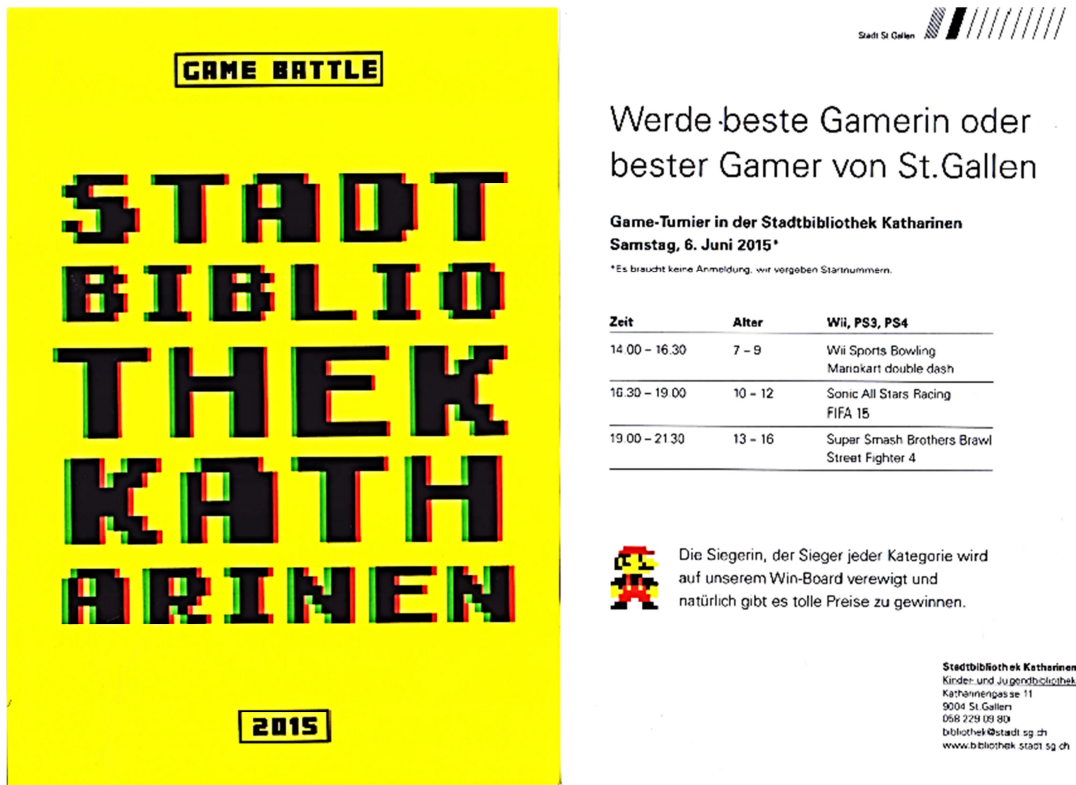 GAME BATTLE
STADT
BIBLIO
THEK
KATH
ARINEN
2015
Stadt St.Gallen
Werde beste Gamerin oder
bester Gamer von St.Gallen
Game-Turnier in der Stadtbibliothek Katharinen
Samstag, 6. Juni 2015*
*Es braucht keine Anmeldung, wir vergeben Startnummern.
Zeit Alter Wii, PS3, PS4
14.00 – 16.30 7 – 9 Wii Sports Bowling
Mariokart double dash
16.30 – 19.00 10 – 12 Sonic All Stars Racing
FIFA 15
19.00 – 21.30 13 – 16 Super Smash Brothers Brawl
Street Fighter 4
Die Siegerin, der Sieger jeder Kategorie wird
auf unserem Win-Board verewigt und
natürlich gibt es tolle Preise zu gewinnen.
Stadtbibliothek Katharinen
Kinder- und Jugendbibliothek
Katharinengasse 11
9004 St.Gallen
058 229 09 80
bibliothek@stadt.sg.ch
www.bibliothek.stadt.sg.ch